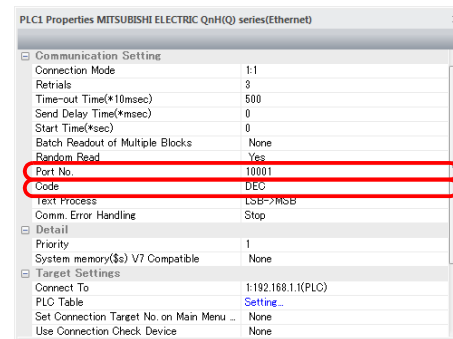 PLC1 Properties MITSUBISHI ELECTRIC QnH(Q) series(Ethernet)
Communication Setting
Connection Mode 1:1
Retrials 3
Time-out Time(*10msec) 500
Send Delay Time(*msec) 0
Start Time(*sec) 0
Batch Readout of Multiple Blocks None
Random Read Yes
Port No. 10001
Code DEC
Text Process LSB->MSB
Comm. Error Handling Stop
Detail
Priority 1
System memory($s) V7 Compatible None
Target Settings
Connect To 1:192.168.1.1(PLC)
PLC Table Setting...
Set Connection Target No. on Main Menu ... None
Use Connection Check Device None